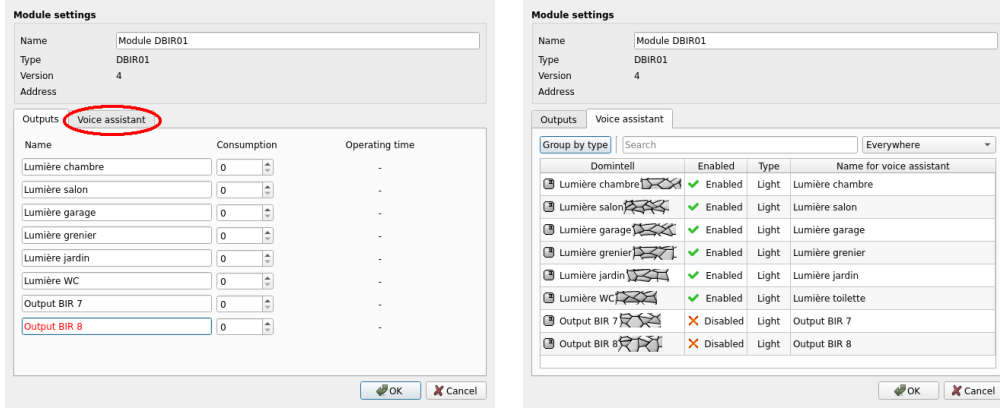 Module settings
Name Module DBIR01
Type DBIR01
Version 4
Address
Outputs Voice assistant
Name Consumption Operating time
Lumière chambre 0 -
Lumière salon 0 -
Lumière garage 0 -
Lumière grenier 0 -
Lumière jardin 0 -
Lumière WC 0 -
Output BIR 7 0 -
Output BIR 8 0 -
OK Cancel
Module settings
Name Module DBIR01
Type DBIR01
Version 4
Address
Outputs Voice assistant
Group by type Search Everywhere
Domintell Enabled Type Name for voice assistant
Lumière chambre Enabled Light Lumière chambre
Lumière salon Enabled Light Lumière salon
Lumière garage Enabled Light Lumière garage
Lumière grenier Enabled Light Lumière grenier
Lumière jardin Enabled Light Lumière jardin
Lumière WC Enabled Light Lumière toilette
Output BIR 7 Disabled Light Output BIR 7
Output BIR 8 Disabled Light Output BIR 8
OK Cancel